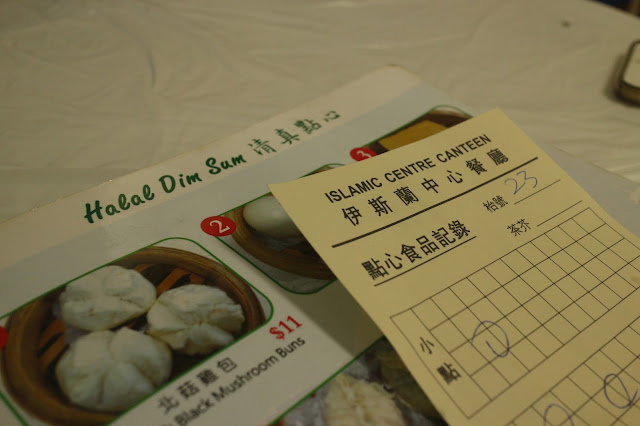 Halal Dim Sum 清真點心
2
3
$11
北菇雞包
Black Mushroom Buns
ISLAMIC CENTRE CANTEEN
伊斯蘭中心餐廳
點心食品記錄
枱號 23
茶芥
小點